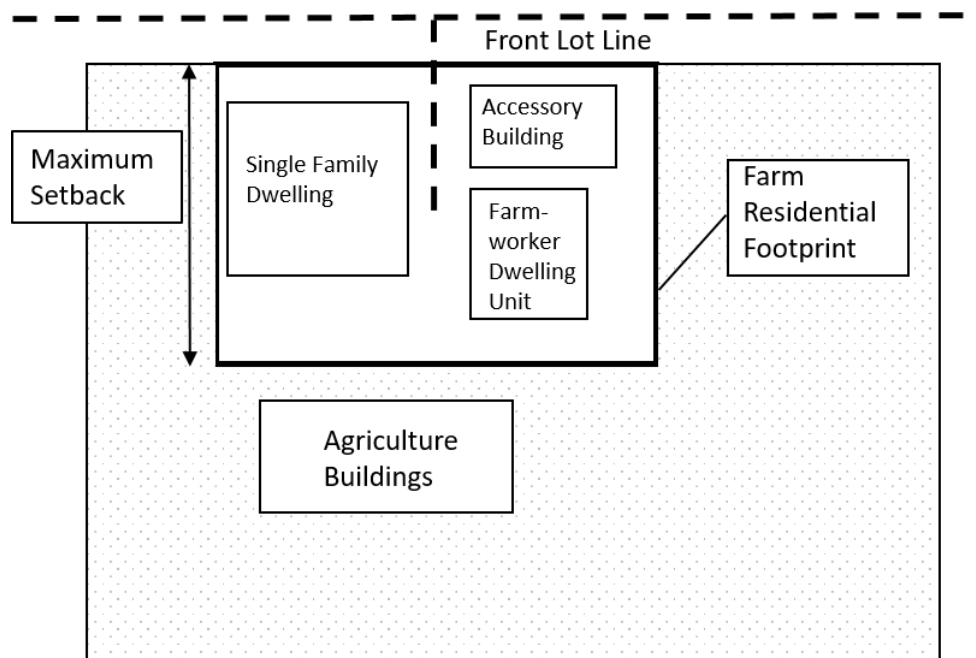 Front Lot Line
Maximum
Setback
Single Family
Dwelling
Accessory
Building
Farm-
worker
Dwelling
Unit
Farm
Residential
Footprint
Agriculture
Buildings